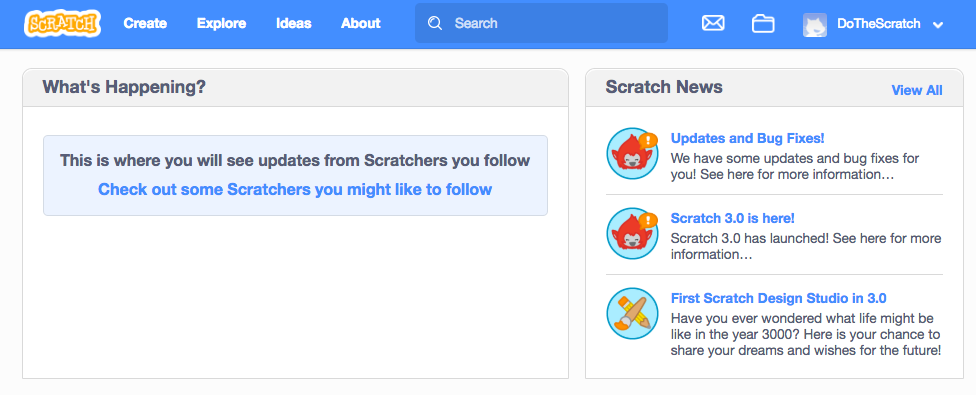 SCRATCH Create Explore Ideas About Search DoTheScratch
What's Happening?
This is where you will see updates from Scratchers you follow
Check out some Scratchers you might like to follow
Scratch News View All
Updates and Bug Fixes!
We have some updates and bug fixes for
you! See here for more information…
Scratch 3.0 is here!
Scratch 3.0 has launched! See here for more
information…
First Scratch Design Studio in 3.0
Have you ever wondered what life might be
like in the year 3000? Here is your chance to
share your dreams and wishes for the future!